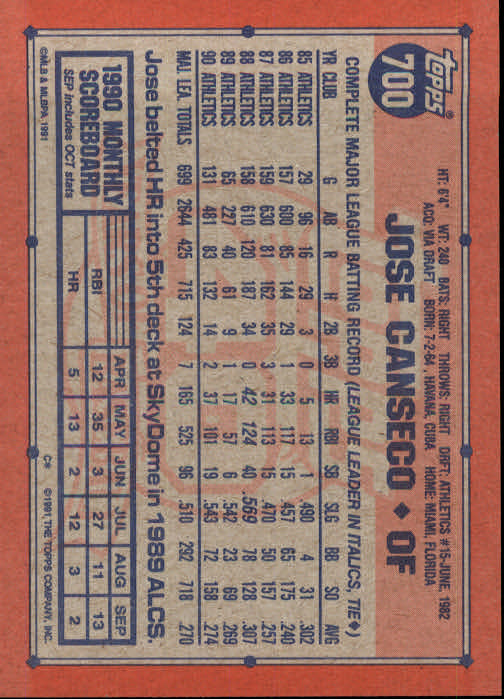 topps®
700
JOSE CANSECO ♦ OF
HT: 6'4" WT: 240 BATS: RIGHT THROWS: RIGHT DRFT: ATHLETICS #15-JUNE, 1982
ACQ: VIA DRAFT BORN: 7-2-64, HAVANA, CUBA HOME: MIAMI, FLORIDA
COMPLETE MAJOR LEAGUE BATTING RECORD (LEAGUE LEADER IN ITALICS, TIE♦)
YR CLUB G AB R H 2B 3B HR RBI SB SLG BB SO AVG
85 ATHLETICS 29 96 16 29 3 0 5 13 1 .490 4 31 .302
86 ATHLETICS 157 600 85 144 29 1 33 117 15 .457 65 175 .240
87 ATHLETICS 159 630 81 162 35 3 31 113 15 .470 50 157 .257
88 ATHLETICS 158 610 120 187 34 0 42 124 40 .569 78 128 .307
89 ATHLETICS 65 227 40 61 9 1 17 57 6 .542 23 69 .269
90 ATHLETICS 131 481 83 132 14 2 37 101 19 .543 72 158 .274
MAJ. LEA. TOTALS 699 2644 425 715 124 7 165 525 96 .510 292 718 .270
Jose belted HR into 5th deck at SkyDome in 1989 ALCS.
1990 MONTHLY
SCOREBOARD
SEP includes OCT stats
APR MAY JUN JUL AUG SEP
RBI 12 35 3 27 11 13
HR 5 13 2 12 3 2
©MLB & MLBPA, 1991
C* ©1991, THE TOPPS COMPANY, INC.